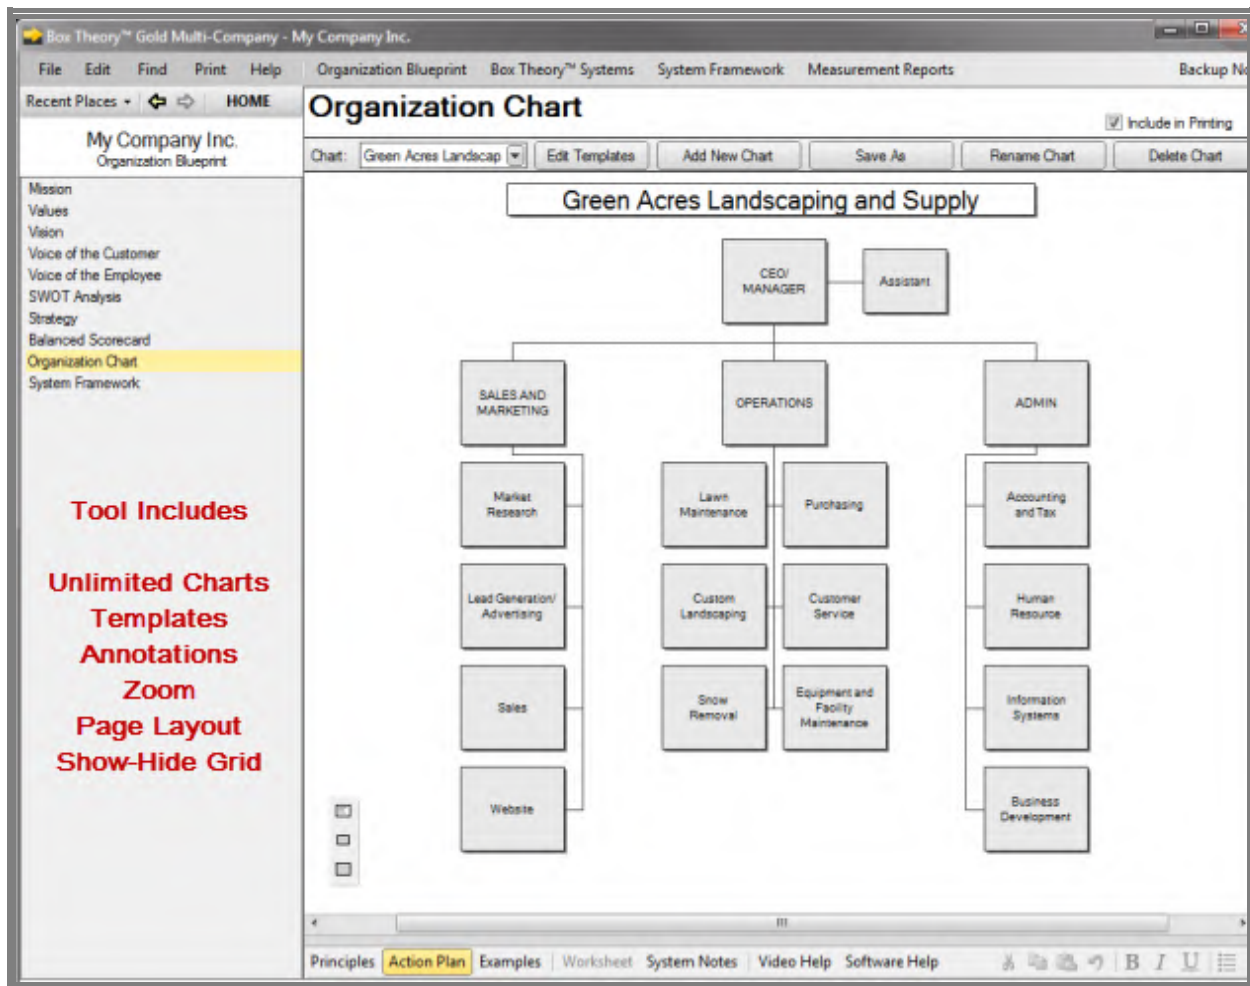 Box Theory™ Gold Multi-Company - My Company Inc.
File Edit Find Print Help Organization Blueprint Box Theory™ Systems System Framework Measurement Reports Backup
Recent Places HOME
My Company Inc.
Organization Blueprint
Mission
Values
Vision
Voice of the Customer
Voice of the Employee
SWOT Analysis
Strategy
Balanced Scorecard
Organization Chart
System Framework
Tool Includes
Unlimited Charts
Templates
Annotations
Zoom
Page Layout
Show-Hide Grid
Organization Chart
Include in Printing
Chart: Green Acres Landscap Edit Templates Add New Chart Save As Rename Chart Delete Chart
Green Acres Landscaping and Supply
CEO/
MANAGER
Assistant
SALES AND
MARKETING
OPERATIONS
ADMIN
Market
Research
Lawn
Maintenance
Purchasing
Accounting
and Tax
Lead Generation/
Advertising
Custom
Landscaping
Customer
Service
Human
Resource
Sales
Snow
Removal
Equipment and
Facility
Maintenance
Information
Systems
Website
Business
Development
Principles Action Plan Examples Worksheet System Notes Video Help Software Help B I U